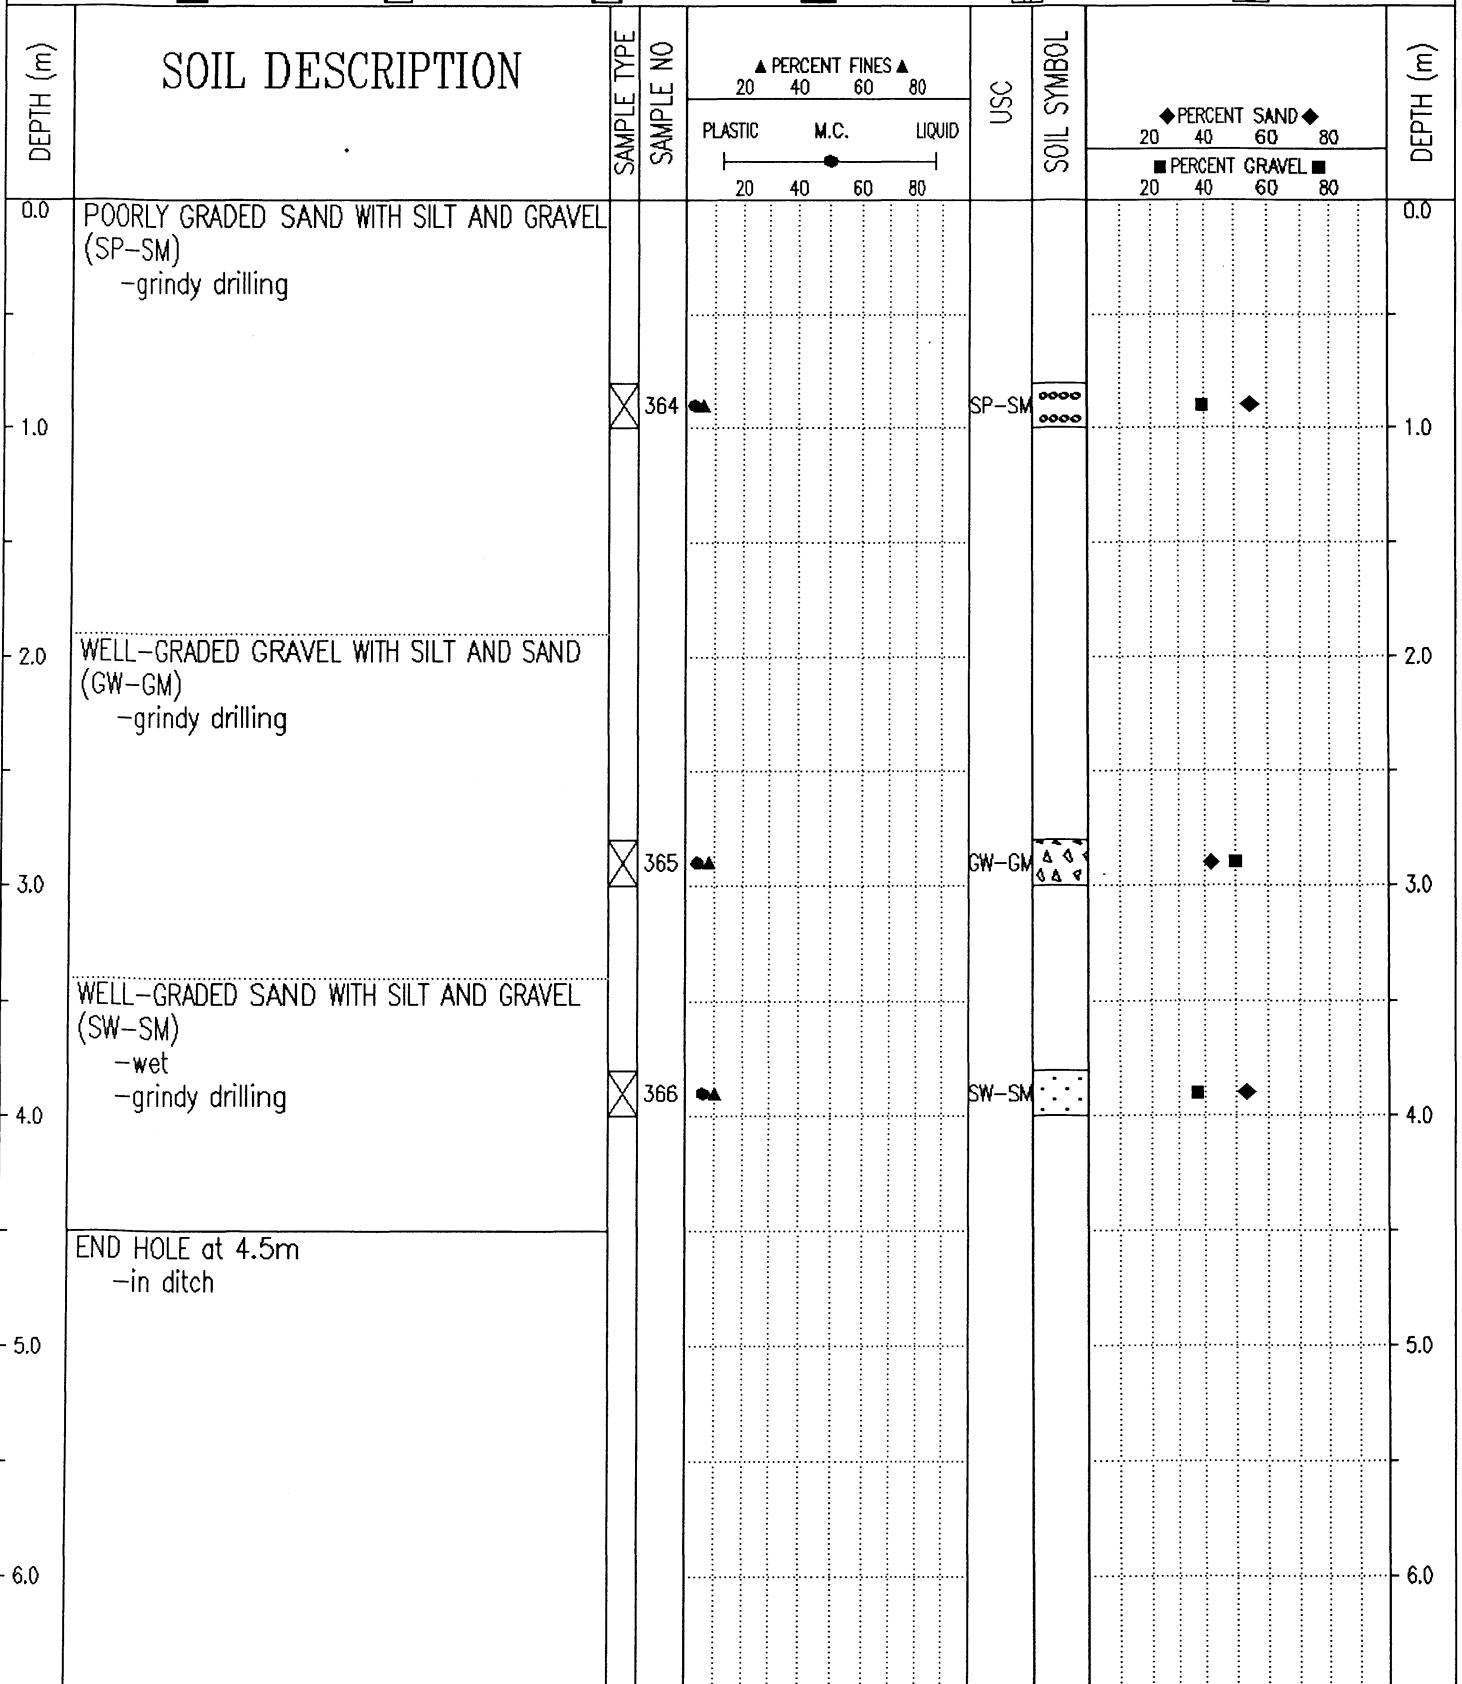 DEPTH (m)
SOIL DESCRIPTION
SAMPLE TYPE
SAMPLE NO
▲ PERCENT FINES ▲
20 40 60 80
PLASTIC M.C. LIQUID
20 40 60 80
USC
SOIL SYMBOL
◆ PERCENT SAND ◆
20 40 60 80
■ PERCENT GRAVEL ■
20 40 60 80
DEPTH (m)
0.0 POORLY GRADED SAND WITH SILT AND GRAVEL 0.0
(SP-SM)
-grindy drilling
364 SP-SM
1.0 1.0
WELL-GRADED GRAVEL WITH SILT AND SAND
2.0 2.0
(GW-GM)
-grindy drilling
365 GW-GM
3.0 3.0
WELL-GRADED SAND WITH SILT AND GRAVEL
(SW-SM)
-wet
-grindy drilling
366 SW-SM
4.0 4.0
END HOLE at 4.5m
-in ditch
5.0 5.0
6.0 6.0